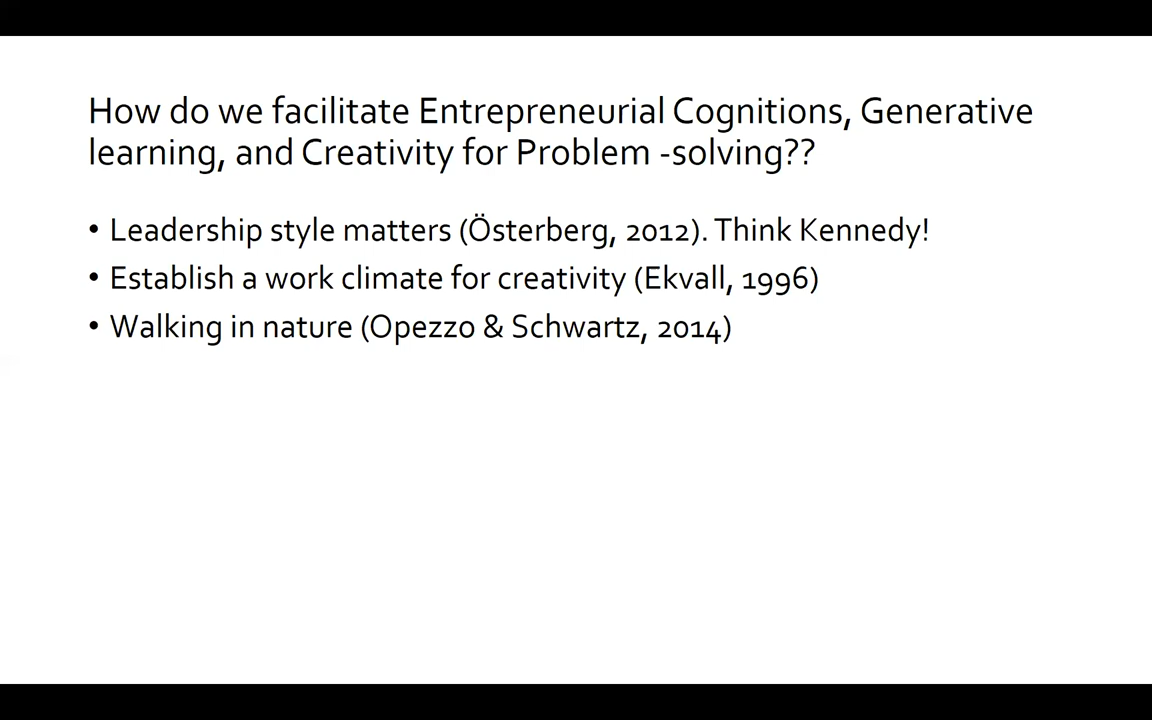 How do we facilitate Entrepreneurial Cognitions, Generative
learning, and Creativity for Problem -solving??
• Leadership style matters (Österberg, 2012). Think Kennedy!
• Establish a work climate for creativity (Ekvall, 1996)
• Walking in nature (Opezzo & Schwartz, 2014)